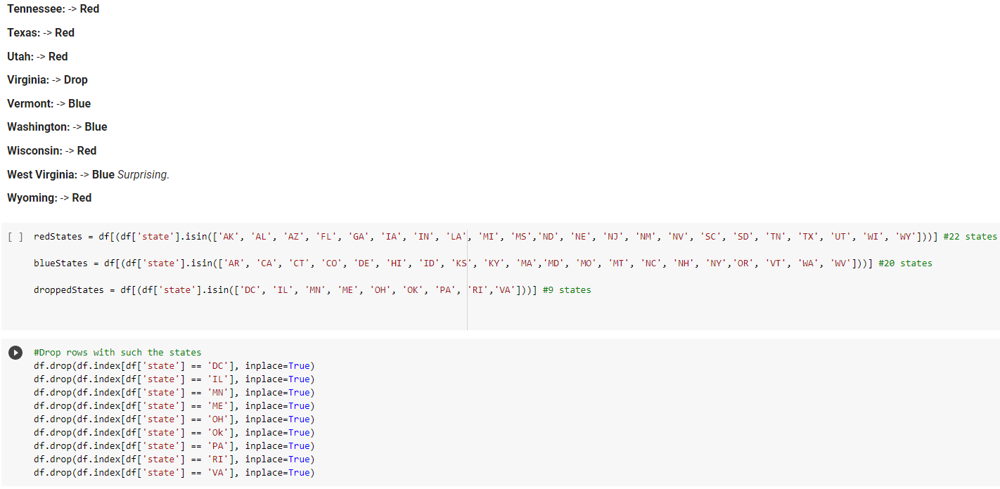 Tennessee: -> Red
Texas: -> Red
Utah: -> Red
Virginia: -> Drop
Vermont: -> Blue
Washington: -> Blue
Wisconsin: -> Red
West Virginia: -> Blue Surprising.
Wyoming: -> Red
[ ] redStates = df[(df['state'].isin(['AK', 'AL', 'AZ', 'FL', 'GA', 'IA', 'IN', 'LA', 'MI', 'MS','ND', 'NE', 'NJ', 'NM', 'NV', 'SC', 'SD', 'TN', 'TX', 'UT', 'WI', 'WY']))] #22 states
blueStates = df[(df['state'].isin(['AR', 'CA', 'CT', 'CO', 'DE', 'HI', 'ID', 'KS', 'KY', 'MA','MD', 'MO', 'MT', 'NC', 'NH', 'NY','OR', 'VT', 'WA', 'WV']))] #20 states
droppedStates = df[(df['state'].isin(['DC', 'IL', 'MN', 'ME', 'OH', 'OK', 'PA', 'RI','VA']))] #9 states
#Drop rows with such the states
df.drop(df.index[df['state'] == 'DC'], inplace=True)
df.drop(df.index[df['state'] == 'IL'], inplace=True)
df.drop(df.index[df['state'] == 'MN'], inplace=True)
df.drop(df.index[df['state'] == 'ME'], inplace=True)
df.drop(df.index[df['state'] == 'OH'], inplace=True)
df.drop(df.index[df['state'] == 'Ok'], inplace=True)
df.drop(df.index[df['state'] == 'PA'], inplace=True)
df.drop(df.index[df['state'] == 'RI'], inplace=True)
df.drop(df.index[df['state'] == 'VA'], inplace=True)